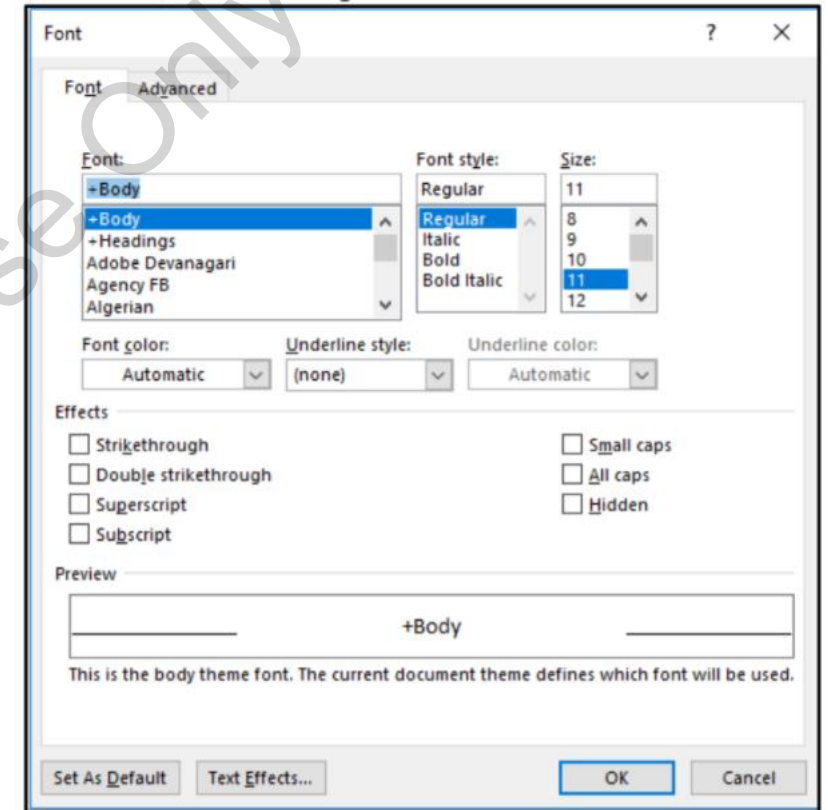 Font ? ×
Font Advanced
Font: Font style: Size:
+Body Regular 11
+Body Regular 8
+Headings Italic 9
Adobe Devanagari Bold 10
Agency FB Bold Italic 11
Algerian 12
Font color: Underline style: Underline color:
Automatic (none) Automatic
Effects
Strikethrough Small caps
Double strikethrough All caps
Superscript Hidden
Subscript
Preview
+Body
This is the body theme font. The current document theme defines which font will be used.
Set As Default Text Effects... OK Cancel